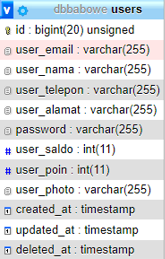 v dbbabowe users
id : bigint(20) unsigned
user_email : varchar(255)
user_nama : varchar(255)
user_telepon : varchar(255)
user_alamat : varchar(255)
password : varchar(255)
# user_saldo : int(11)
# user_poin : int(11)
user_photo : varchar(255)
created_at : timestamp
updated_at : timestamp
deleted_at : timestamp